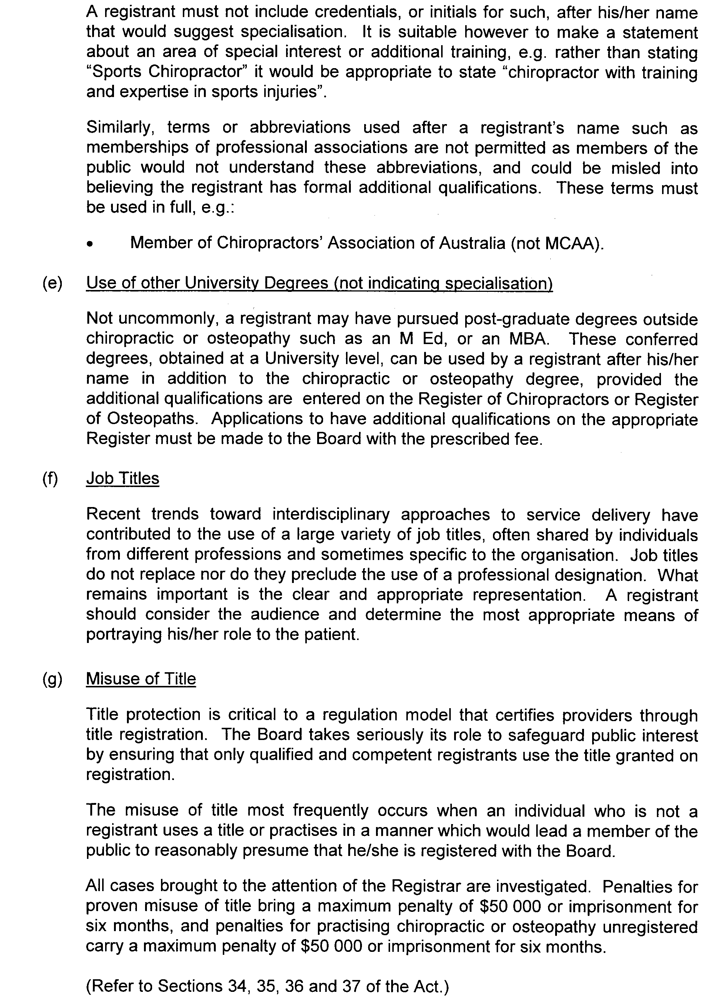 A registrant must not include credentials, or initials for such, after his/her name
that would suggest specialisation. It is suitable however to make a statement
about an area of special interest or additional training, e.g. rather than stating
“Sports Chiropractor” it would be appropriate to state “chiropractor with training
and expertise in sports injuries”.
Similarly, terms or abbreviations used after a registrant’s name such as
memberships of professional associations are not permitted as members of the
public would not understand these abbreviations, and could be misled into
believing the registrant has formal additional qualifications. These terms must
be used in full, e.g.:
• Member of Chiropractors’ Association of Australia (not MCAA).
(e) Use of other University Degrees (not indicating specialisation)
Not uncommonly, a registrant may have pursued post-graduate degrees outside
chiropractic or osteopathy such as an M Ed, or an MBA. These conferred
degrees, obtained at a University level, can be used by a registrant after his/her
name in addition to the chiropractic or osteopathy degree, provided the
additional qualifications are entered on the Register of Chiropractors or Register
of Osteopaths. Applications to have additional qualifications on the appropriate
Register must be made to the Board with the prescribed fee.
(f) Job Titles
Recent trends toward interdisciplinary approaches to service delivery have
contributed to the use of a large variety of job titles, often shared by individuals
from different professions and sometimes specific to the organisation. Job titles
do not replace nor do they preclude the use of a professional designation. What
remains important is the clear and appropriate representation. A registrant
should consider the audience and determine the most appropriate means of
portraying his/her role to the patient.
(g) Misuse of Title
Title protection is critical to a regulation model that certifies providers through
title registration. The Board takes seriously its role to safeguard public interest
by ensuring that only qualified and competent registrants use the title granted on
registration.
The misuse of title most frequently occurs when an individual who is not a
registrant uses a title or practises in a manner which would lead a member of the
public to reasonably presume that he/she is registered with the Board.
All cases brought to the attention of the Registrar are investigated. Penalties for
proven misuse of title bring a maximum penalty of $50 000 or imprisonment for
six months, and penalties for practising chiropractic or osteopathy unregistered
carry a maximum penalty of $50 000 or imprisonment for six months.
(Refer to Sections 34, 35, 36 and 37 of the Act.)